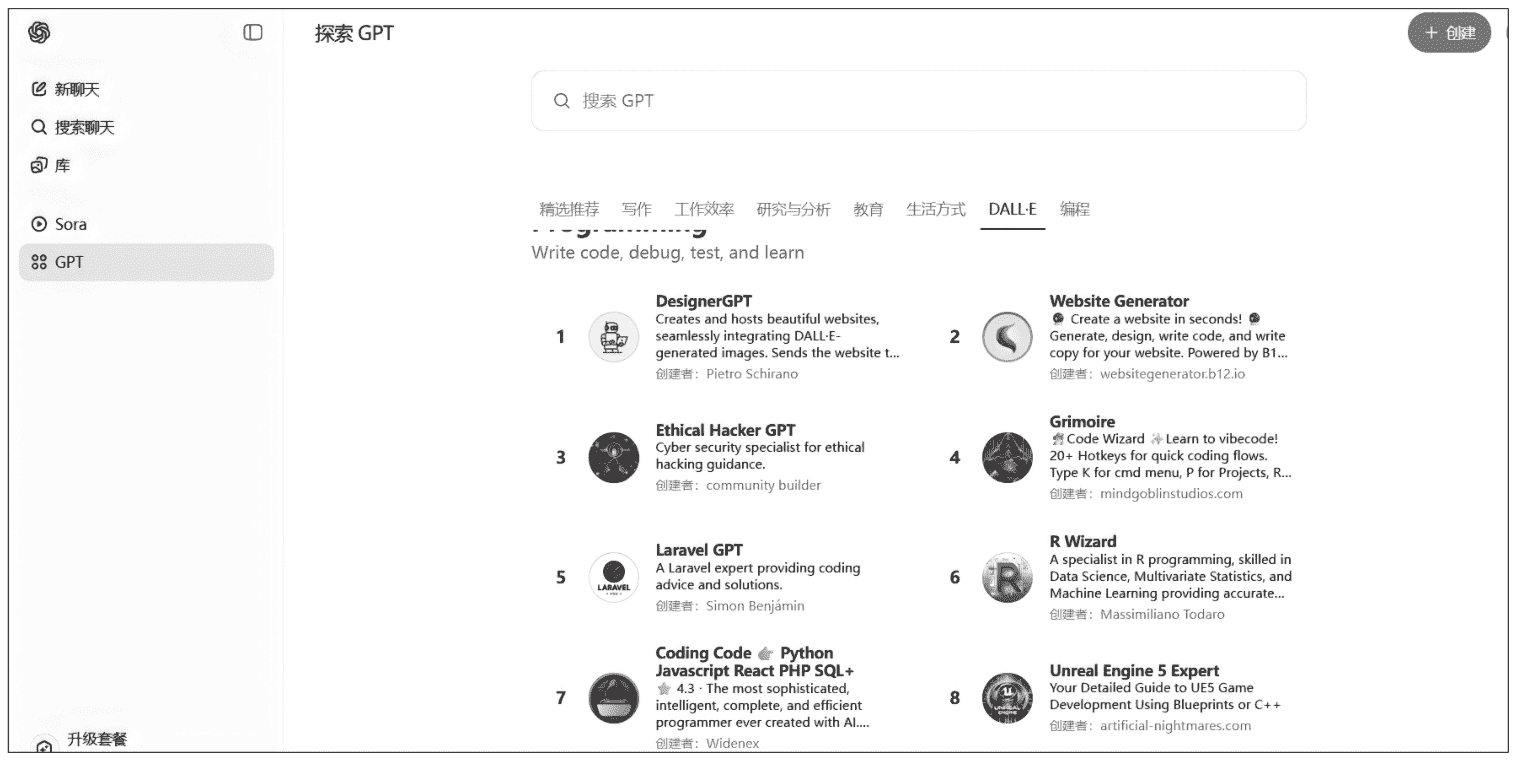 探索 GPT
+ 创建
新聊天
搜索聊天
库
Sora
GPT
升级套餐
搜索 GPT
精选推荐 写作 工作效率 研究与分析 教育 生活方式 DALL·E 编程
Programming
Write code, debug, test, and learn
1
DesignerGPT
Creates and hosts beautiful websites,
seamlessly integrating DALL·E-
generated images. Sends the website t...
创建者：Pietro Schirano
2
Website Generator
Create a website in seconds!
Generate, design, write code, and write
copy for your website. Powered by B1...
创建者：websitegenerator.b12.io
3
Ethical Hacker GPT
Cyber security specialist for ethical
hacking guidance.
创建者：community builder
4
Grimoire
Code Wizard ✨Learn to vibecode!
20+ Hotkeys for quick coding flows.
Type K for cmd menu, P for Projects, R...
创建者：mindgoblinstudios.com
5
LARAVEL
Laravel GPT
A Laravel expert providing coding
advice and solutions.
创建者：Simon Benjámin
6
R
R Wizard
A specialist in R programming, skilled in
Data Science, Multivariate Statistics, and
Machine Learning providing accurate...
创建者：Massimiliano Todaro
7
Coding Code 👉 Python
Javascript React PHP SQL+
⭐ 4.3 · The most sophisticated,
intelligent, complete, and efficient
programmer ever created with AI....
创建者：Widenex
8
Unreal Engine 5 Expert
Your Detailed Guide to UE5 Game
Development Using Blueprints or C++
创建者：artificial-nightmares.com